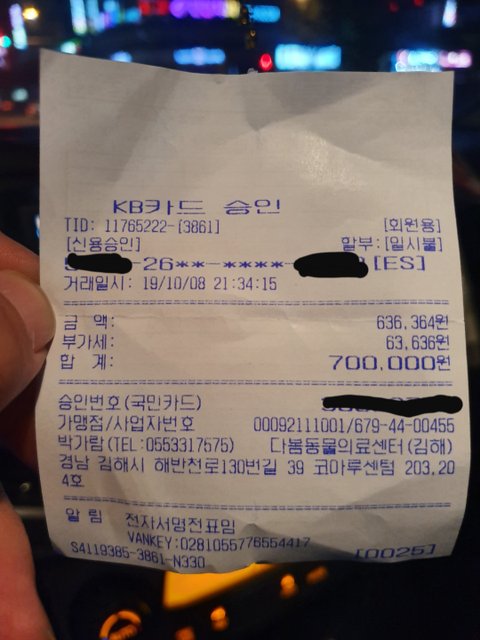 KB카드 승인
TID: 11765222-[3861] [회원용]
[신용승인] 할부:[일시불]
-26**-****- [ES]
거래일시: 19/10/08 21:34:15
금 액: 636,364원
부가세: 63,636원
합 계: 700,000원
승인번호(국민카드)
가맹점/사업자번호 00092111001/679-44-00455
박가람(TEL:0553317575) 다봄동물의료센터(김해)
경남 김해시 해반천로130번길 39 코마루센텀 203,20
4호
알 림 전자서명전표밈
VANKEY:0281055776554417
S4119385-3861-N330 [0025]